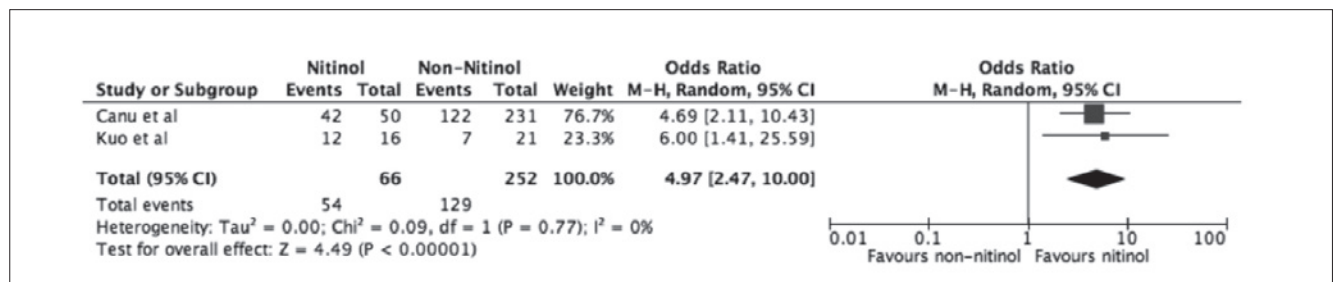 Nitinol Non-Nitinol Odds Ratio Odds Ratio
Study or Subgroup Events Total Events Total Weight M-H, Random, 95% CI M-H, Random, 95% CI
Canu et al 42 50 122 231 76.7% 4.69 [2.11, 10.43]
Kuo et al 12 16 7 21 23.3% 6.00 [1.41, 25.59]
Total (95% CI) 66 252 100.0% 4.97 [2.47, 10.00]
Total events 54 129
Heterogeneity: Tau² = 0.00; Chi² = 0.09, df = 1 (P = 0.77); I² = 0%
Test for overall effect: Z = 4.49 (P < 0.00001)
0.01 0.1 1 10 100
Favours non-nitinol Favours nitinol